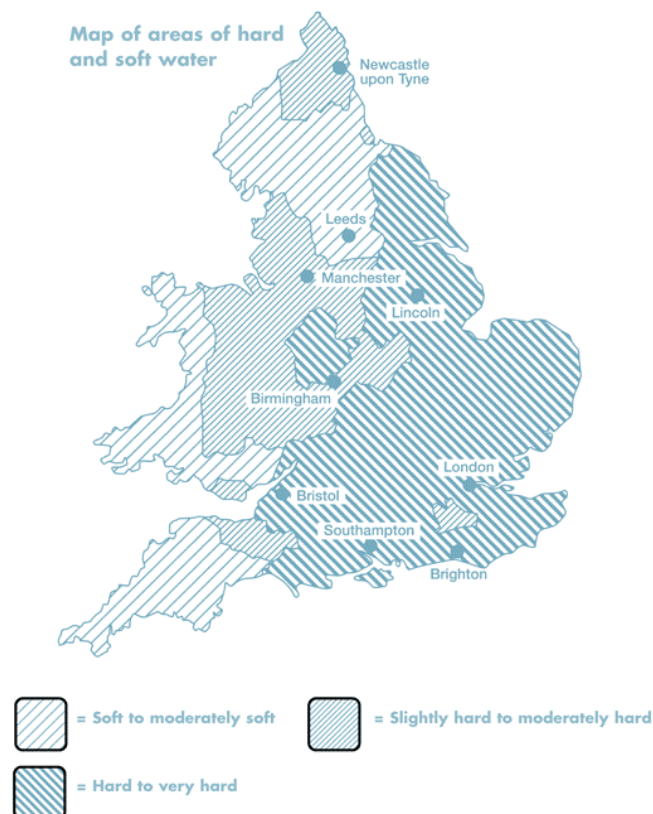 Map of areas of hard
and soft water
Newcastle
upon Tyne
Leeds
Manchester
Lincoln
Birmingham
London
Bristol
Southampton
Brighton
= Soft to moderately soft
= Slightly hard to moderately hard
= Hard to very hard